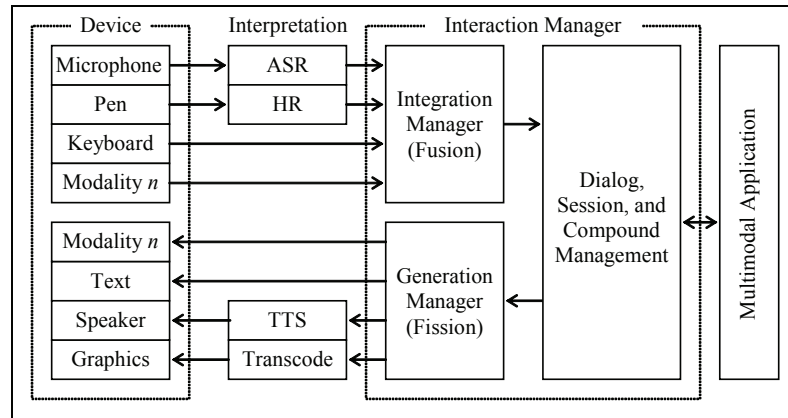 Device
Interpretation
Interaction Manager
Microphone
ASR
Pen
HR
Keyboard
Modality n
Integration
Manager
(Fusion)
Modality n
Text
Speaker
TTS
Graphics
Transcode
Generation
Manager
(Fission)
Dialog,
Session, and
Compound
Management
Multimodal Application